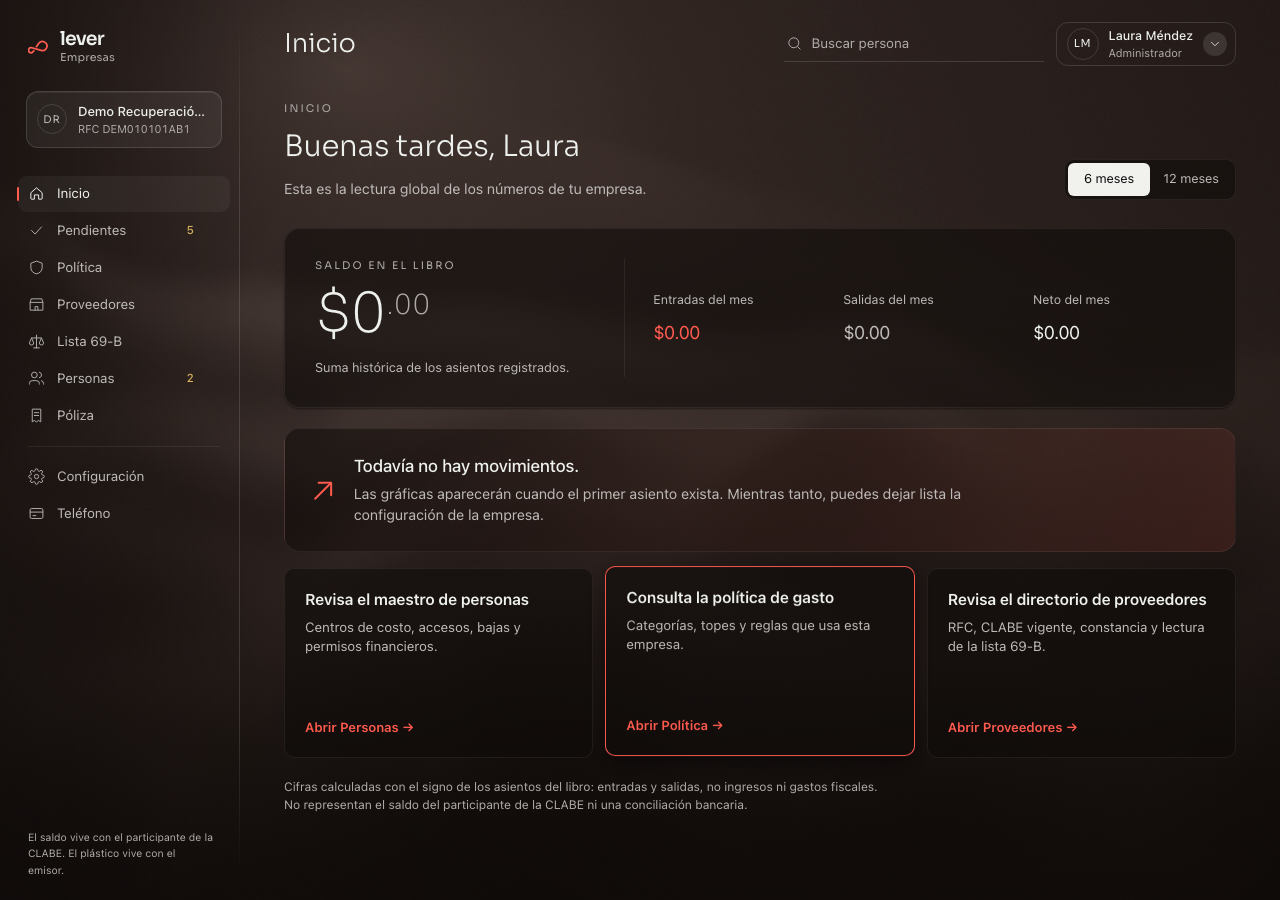 lever
Empresas
DR
Demo Recuperació...
RFC DEM010101AB1
Inicio
Pendientes 5
Política
Proveedores
Lista 69-B
Personas 2
Póliza
Configuración
Teléfono
El saldo vive con el participante de la
CLABE. El plástico vive con el
emisor.
Inicio
Buscar persona
LM
Laura Méndez
Administrador
INICIO
Buenas tardes, Laura
Esta es la lectura global de los números de tu empresa.
6 meses 12 meses
SALDO EN EL LIBRO
$0.00
Suma histórica de los asientos registrados.
Entradas del mes
$0.00
Salidas del mes
$0.00
Neto del mes
$0.00
Todavía no hay movimientos.
Las gráficas aparecerán cuando el primer asiento exista. Mientras tanto, puedes dejar lista la
configuración de la empresa.
Revisa el maestro de personas
Centros de costo, accesos, bajas y
permisos financieros.
Abrir Personas →
Consulta la política de gasto
Categorías, topes y reglas que usa esta
empresa.
Abrir Política →
Revisa el directorio de proveedores
RFC, CLABE vigente, constancia y lectura
de la lista 69-B.
Abrir Proveedores →
Cifras calculadas con el signo de los asientos del libro: entradas y salidas, no ingresos ni gastos fiscales.
No representan el saldo del participante de la CLABE ni una conciliación bancaria.